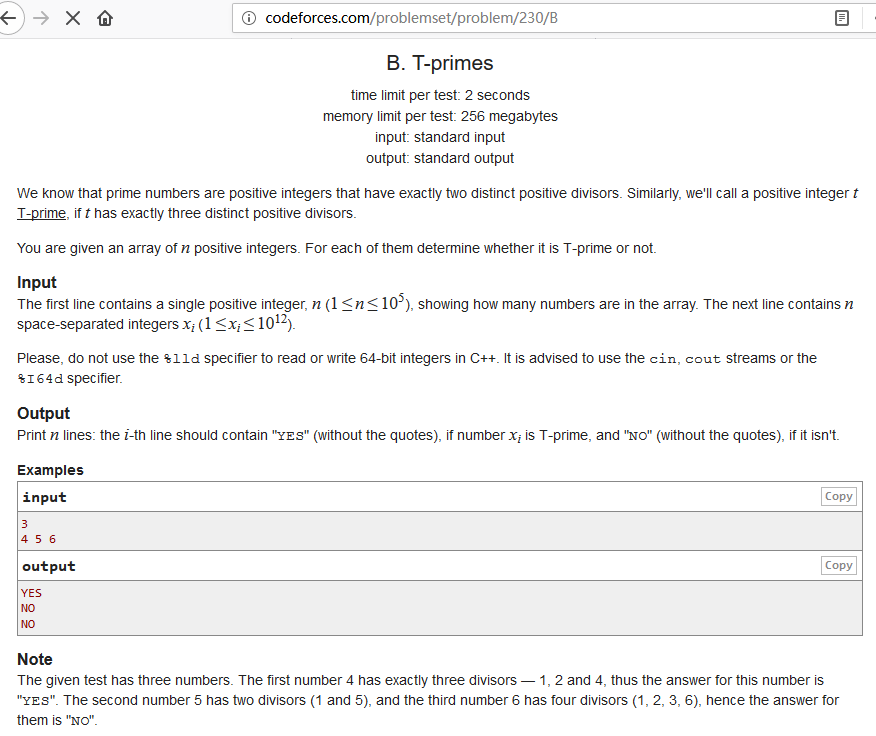 codeforces.com/problemset/problem/230/B
B. T-primes
time limit per test: 2 seconds
memory limit per test: 256 megabytes
input: standard input
output: standard output
We know that prime numbers are positive integers that have exactly two distinct positive divisors. Similarly, we'll call a positive integer t
T-prime, if t has exactly three distinct positive divisors.
You are given an array of n positive integers. For each of them determine whether it is T-prime or not.
Input
The first line contains a single positive integer, n (1 ≤ n ≤ 10⁵), showing how many numbers are in the array. The next line contains n
space-separated integers xᵢ (1 ≤ xᵢ ≤ 10¹²).
Please, do not use the %lld specifier to read or write 64-bit integers in С++. It is advised to use the cin, cout streams or the
%I64d specifier.
Output
Print n lines: the i-th line should contain "YES" (without the quotes), if number xᵢ is T-prime, and "NO" (without the quotes), if it isn't.
Examples
input
Copy
3
4 5 6
output
Copy
YES
NO
NO
Note
The given test has three numbers. The first number 4 has exactly three divisors — 1, 2 and 4, thus the answer for this number is
"YES". The second number 5 has two divisors (1 and 5), and the third number 6 has four divisors (1, 2, 3, 6), hence the answer for
them is "NO".